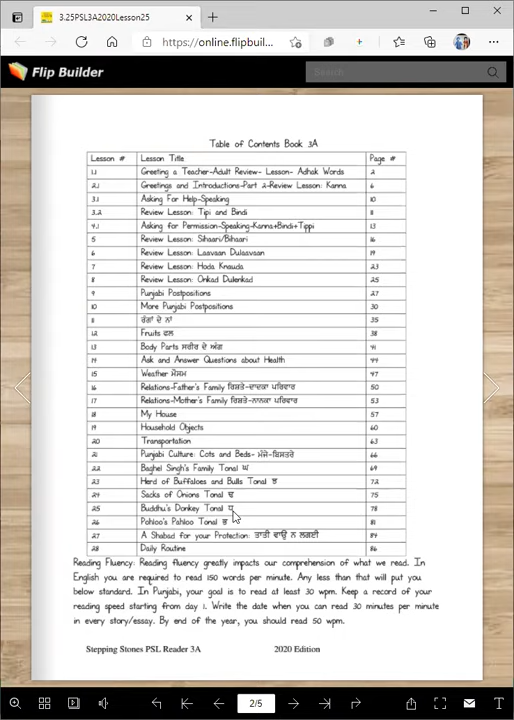 3.25PSL3A2020Lesson25
https://online.flipbuil...
Flip Builder
Search
Table of Contents Book 3A
Lesson # Lesson Title Page #
1.1 Greeting a Teacher-Adult Review- Lesson- Adhak Words 2
2.1 Greetings and Introductions-Part 2-Review Lesson: Kanna 6
3.1 Asking For Help-Speaking 10
3.2 Review Lesson: Tipi and Bindi 11
4.1 Asking for Permission-Speaking-Kanna+Bindi+Tippi 13
5 Review Lesson: Sihaari/Bihaari 16
6 Review Lesson: Laavaan Dulaavaan 19
7 Review Lesson: Hoda Knauda 23
8 Review Lesson: Onkad Dulenkad 25
9 Punjabi Postpositions 27
10 More Punjabi Postpositions 30
11 ਰੰਗਾਂ ਦੇ ਨਾਂ 35
12 Fruits ਫਲ 38
13 Body Parts ਸਰੀਰ ਦੇ ਅੰਗ 41
14 Ask and Answer Questions about Health 44
15 Weather ਮੌਸਮ 47
16 Relations-Father's Family ਰਿਸ਼ਤੇ-ਦਾਦਕਾ ਪਰਿਵਾਰ 50
17 Relations-Mother's Family ਰਿਸ਼ਤੇ-ਨਾਨਕਾ ਪਰਿਵਾਰ 53
18 My House 57
19 Household Objects 60
20 Transportation 63
21 Punjabi Culture: Cots and Beds- ਮੰਜੇ-ਬਿਸਤਰੇ 66
22 Baghel Singh's Family Tonal ਘ 69
23 Herd of Buffaloes and Bulls Tonal ਝ 72
24 Sacks of Onions Tonal ਢ 75
25 Buddhu's Donkey Tonal ਧ 78
26 Pohloo's Pahloo Tonal ਭ 81
27 A Shabad for your Protection: ਤਾਤੀ ਵਾਉ ਨ ਲਗਈ 84
28 Daily Routine 86
Reading Fluency: Reading fluency greatly impacts our comprehension of what we read. In
English you are required to read 150 words per minute. Any less than that will put you
below standard. In Punjabi, your goal is to read at least 30 wpm. Keep a record of your
reading speed starting from day 1. Write the date when you can read 30 minutes per minute
in every story/essay. By end of the year, you should read 50 wpm.
Stepping Stones PSL Reader 3A 2020 Edition
2/5